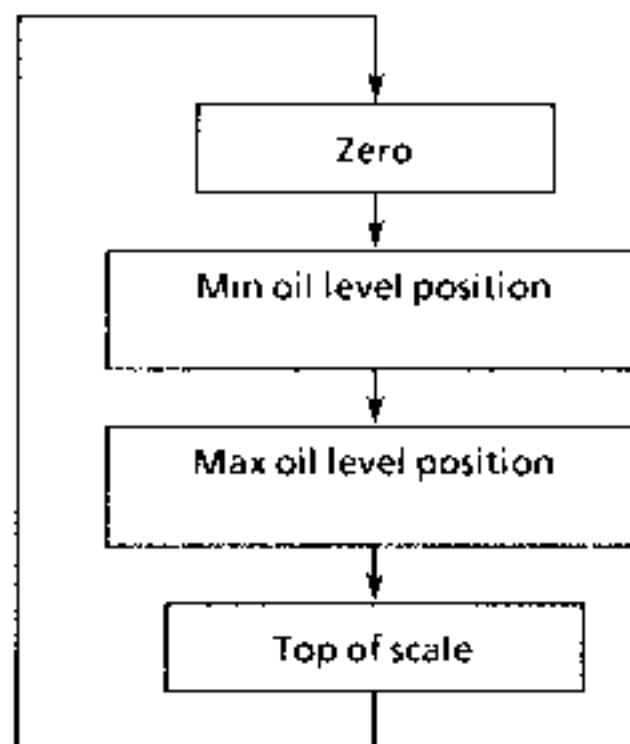 Zero
Min oil level position
Max oil level position
Top of scale